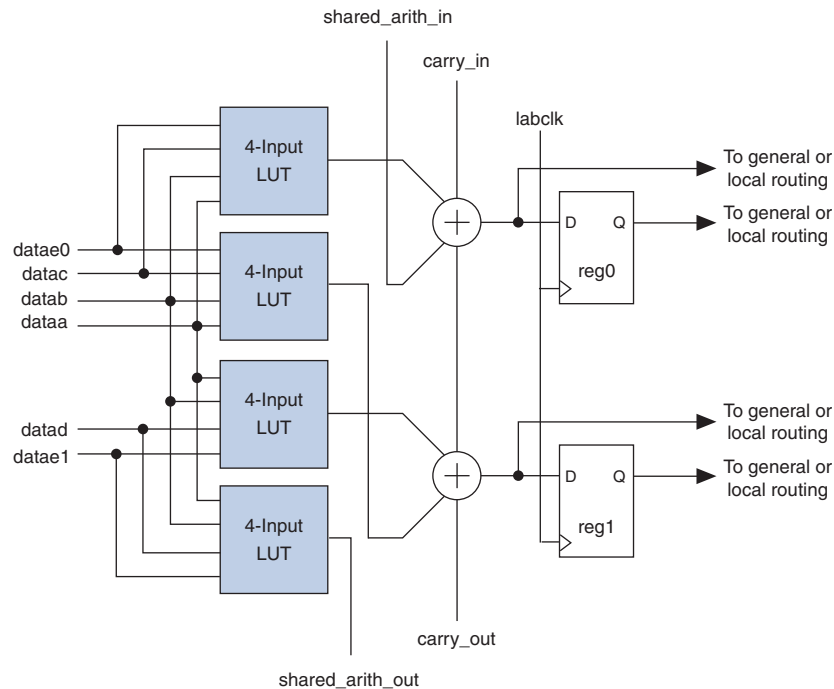 shared_arith_in
carry_in
labclk
4-Input
LUT
To general or
local routing
D Q
reg0
To general or
local routing
datae0
datac
datab
dataa
4-Input
LUT
4-Input
LUT
To general or
local routing
datad
datae1
D Q
reg1
To general or
local routing
4-Input
LUT
carry_out
shared_arith_out